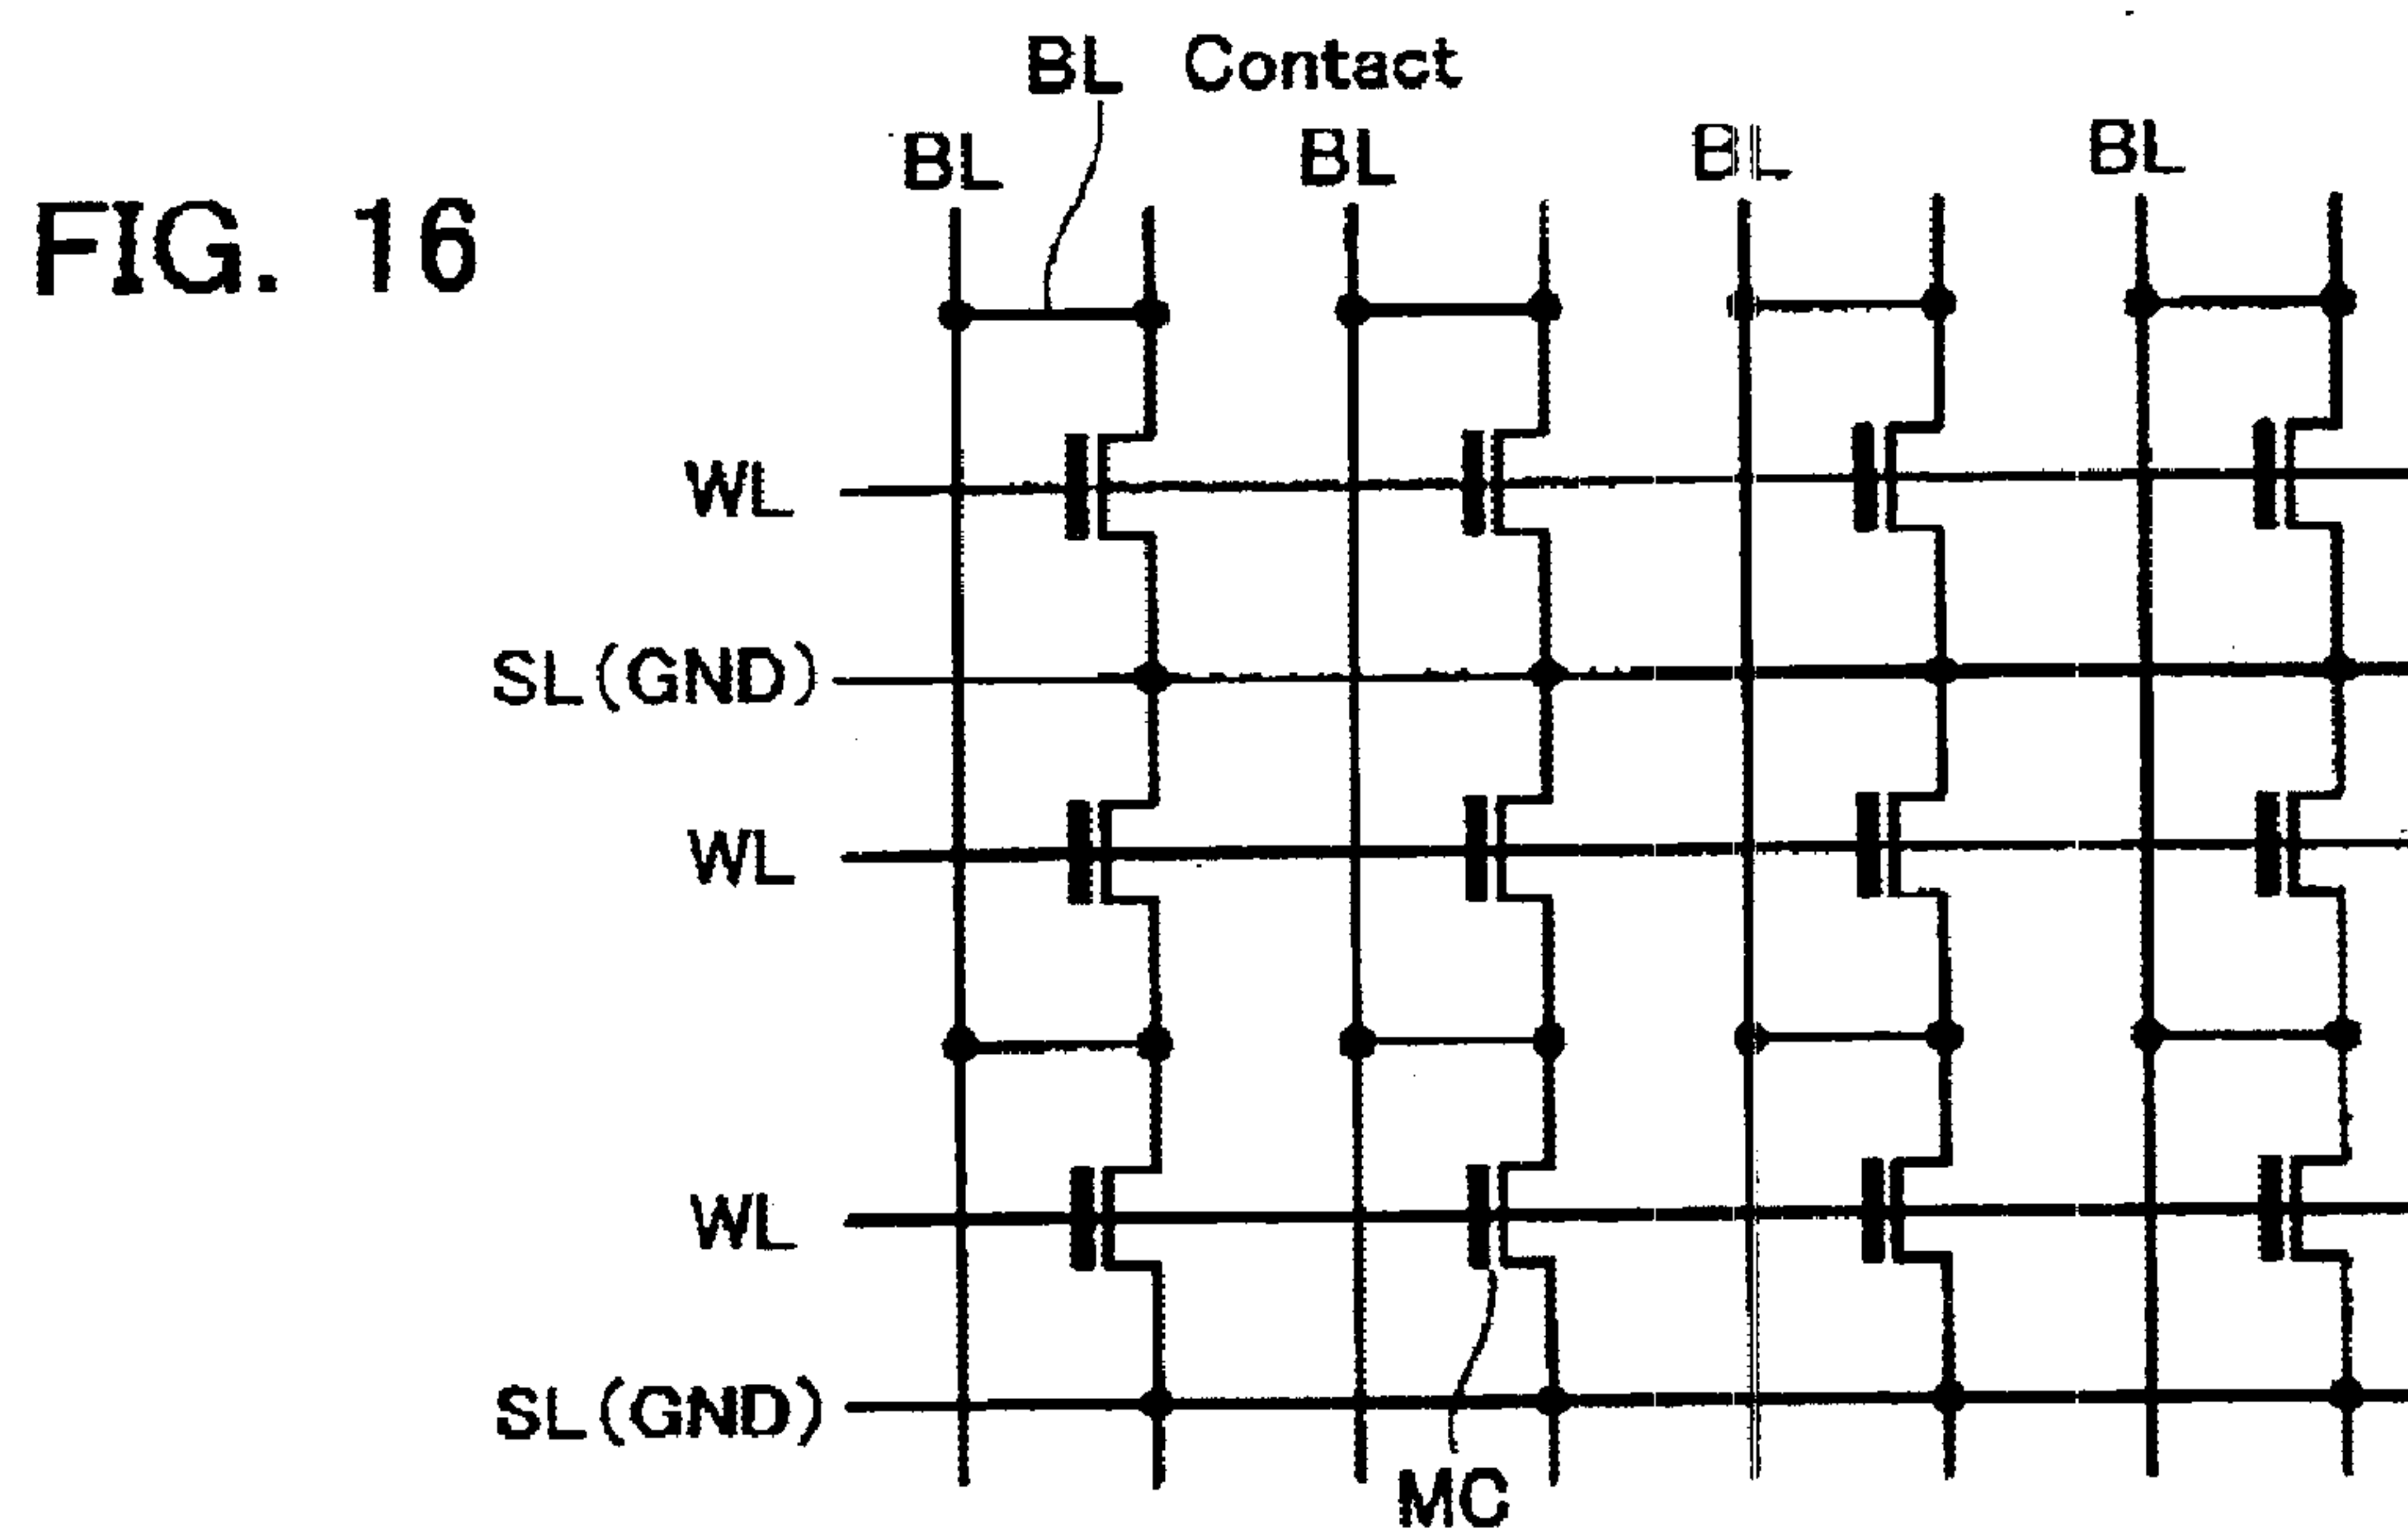 BL Contact
BL BL BL BL
FIG. 16
WL
SL(GND)
WL
WL
SL(GND)
MC